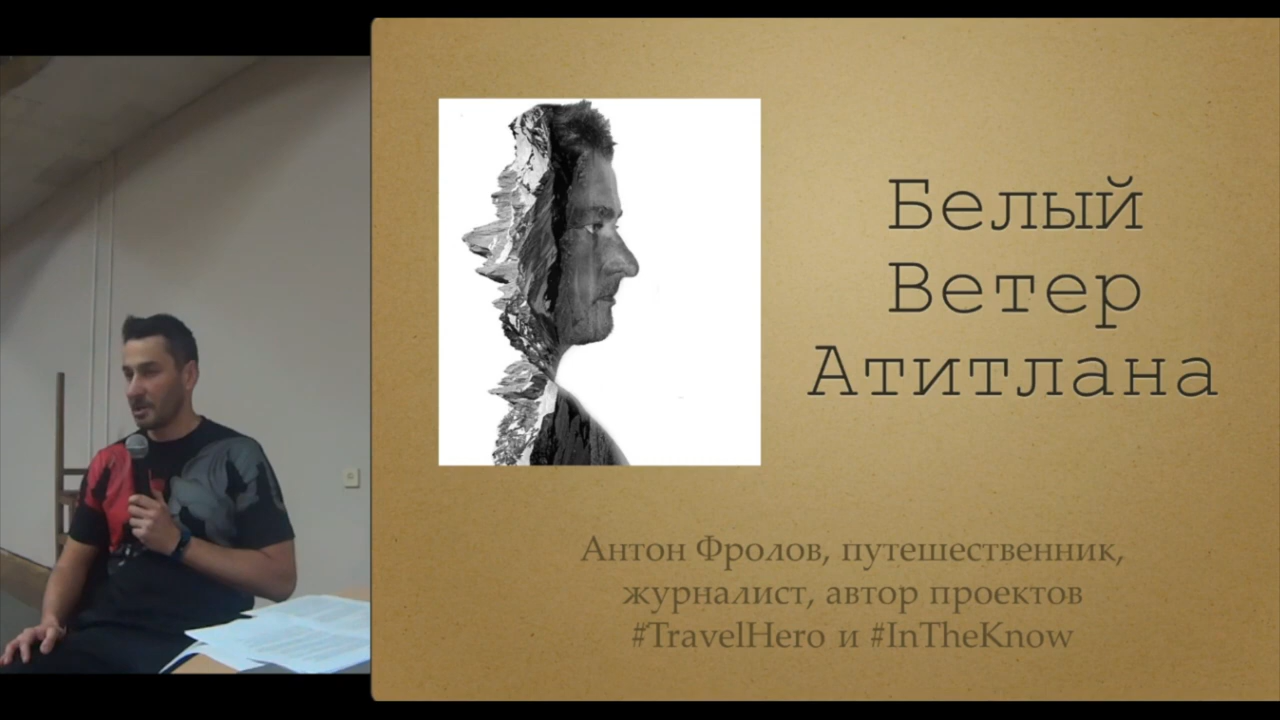 Белый
Ветер
Атитлана
Антон Фролов, путешественник,
журналист, автор проектов
#TravelHero и #InTheKnow